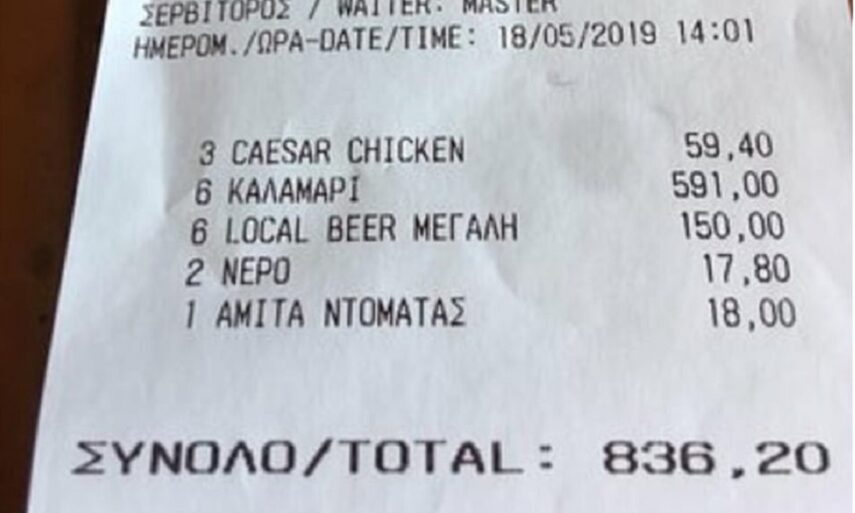 ΣΕΡΒΙΤΟΡΟΣ / WAITER: MASTER
ΗΜΕΡΟΜ./ΩΡΑ-DATE/TIME: 18/05/2019 14:01
3 CAESAR CHICKEN 59,40
6 ΚΑΛΑΜΑΡΙ 591,00
6 LOCAL BEER ΜΕΓΑΛΗ 150,00
2 ΝΕΡΟ 17,80
1 ΑΜΙΤΑ ΝΤΟΜΑΤΑΣ 18,00
ΣΥΝΟΛΟ/TOTAL: 836,20